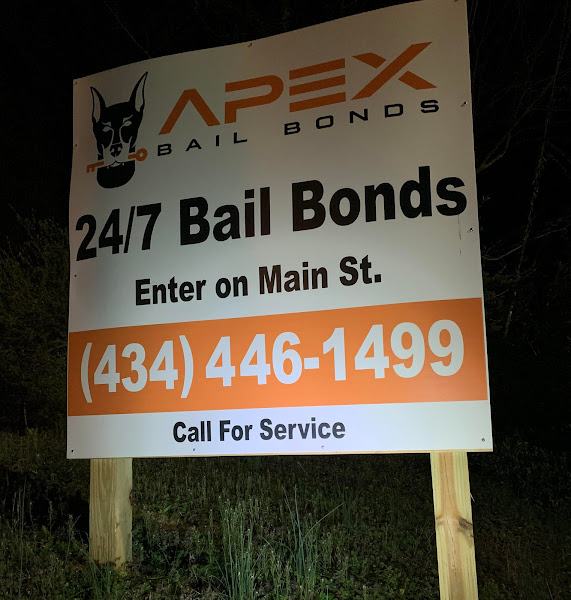 APEX
BAIL BONDS
24/7 Bail Bonds
Enter on Main St.
(434) 446-1499
Call For Service